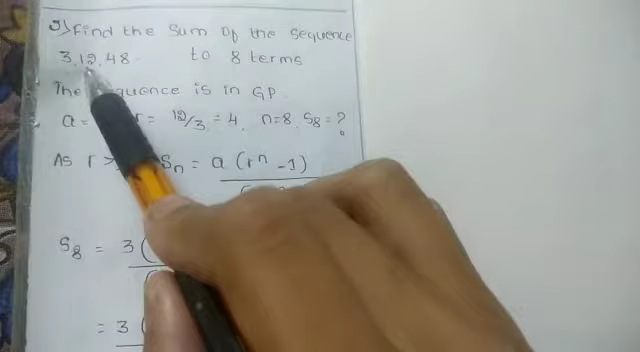 9) Find the sum of the sequence
3, 12, 48 to 8 terms
The sequence is in GP.
a = r = 12/3 = 4, n=8. S8 = ?
As r > Sn = a (r^n - 1)
S8 = 3 (
= 3 (